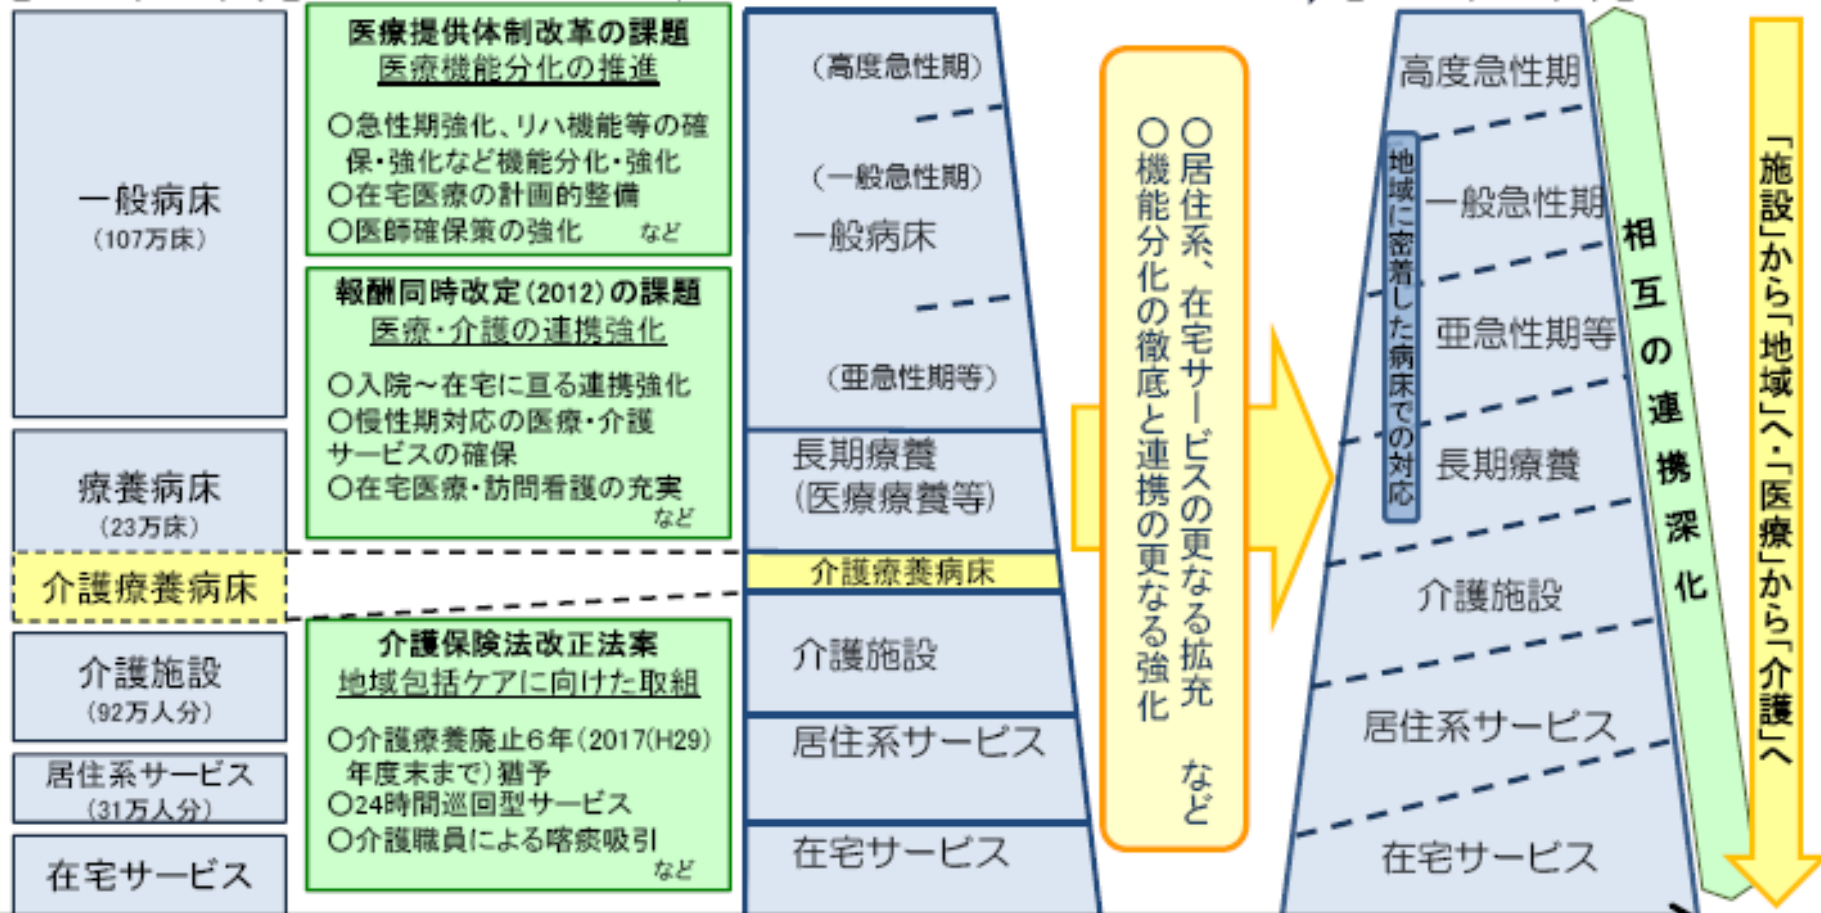 一般病床
(107万床)
療養病床
(23万床)
介護療養病床
介護施設
(92万人分)
居住系サービス
(31万人分)
在宅サービス
医療提供体制改革の課題
医療機能分化の推進
○急性期強化、リハ機能等の確
保・強化など機能分化・強化
○在宅医療の計画的整備
○医師確保策の強化 など
報酬同時改定(2012)の課題
医療・介護の連携強化
○入院～在宅に亘る連携強化
○慢性期対応の医療・介護
サービスの確保
○在宅医療・訪問看護の充実
など
介護保険法改正法案
地域包括ケアに向けた取組
○介護療養廃止6年(2017(H29)
年度末まで)猶予
○24時間巡回型サービス
○介護職員による喀痰吸引
など
(高度急性期)
(一般急性期)
一般病床
(亜急性期等)
長期療養
(医療療養等)
介護療養病床
介護施設
居住系サービス
在宅サービス
○居住系、在宅サービスの更なる拡充
○機能分化の徹底と連携の更なる強化 など
高度急性期
一般急性期
亜急性期等
長期療養
介護施設
居住系サービス
在宅サービス
地域に密着した病床での対応
相互の連携深化
「施設」から「地域」へ・「医療」から「介護」へ